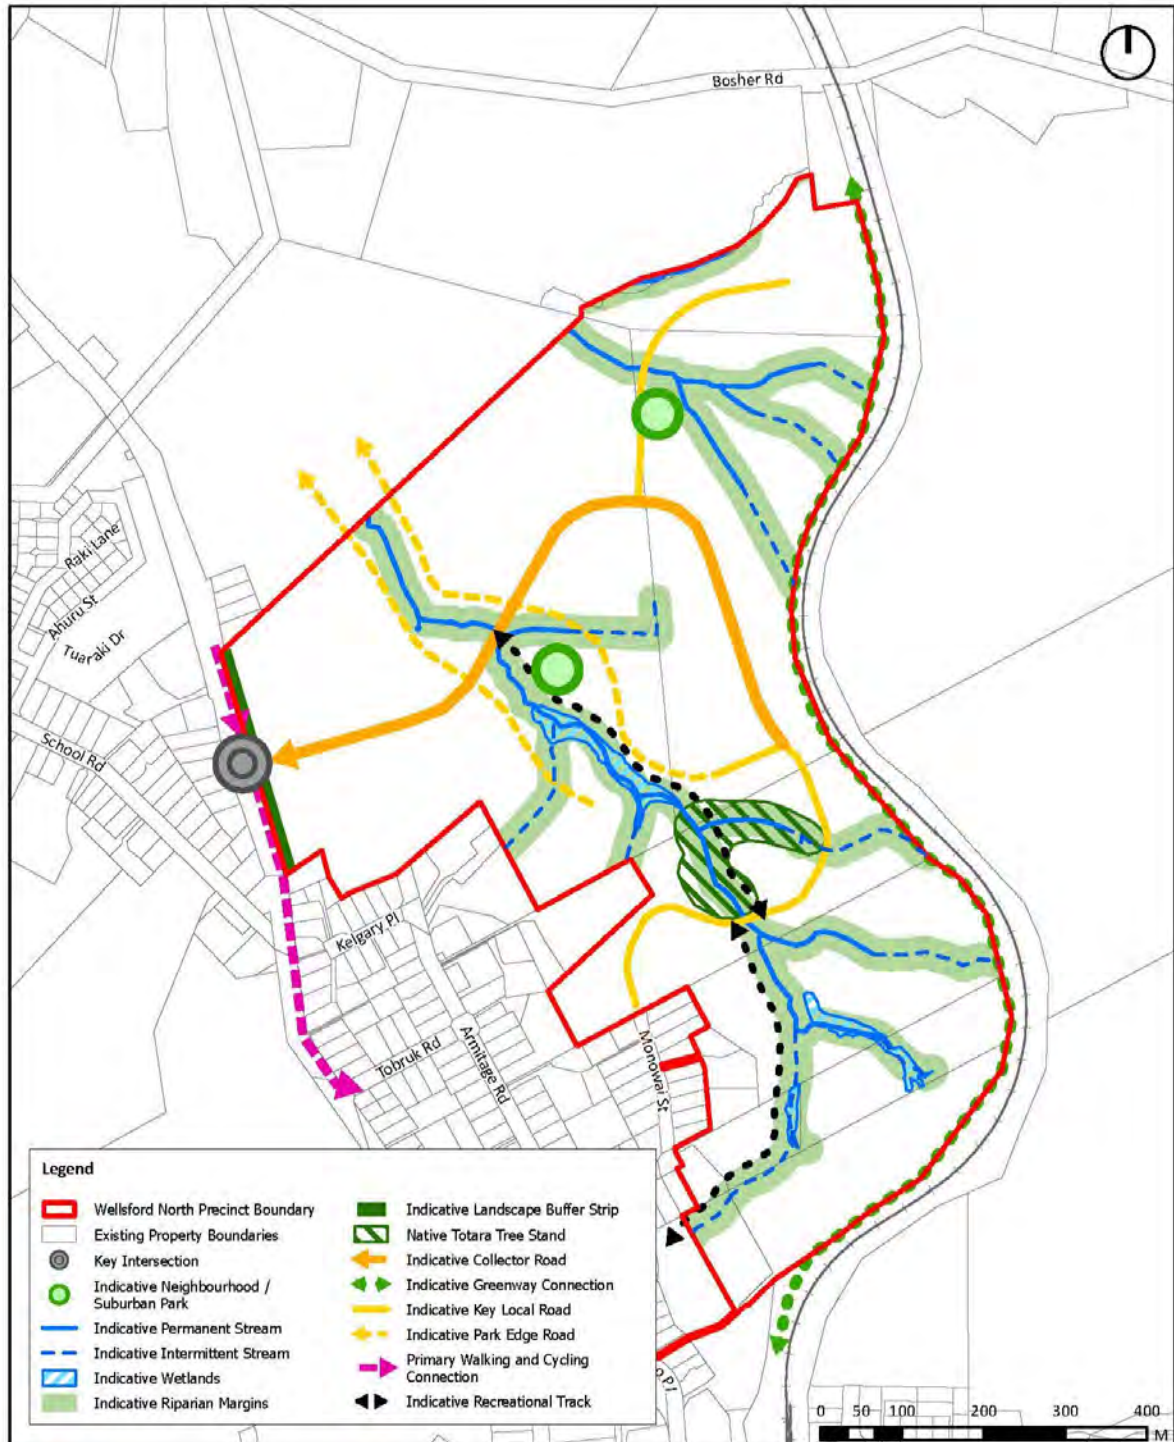 Bosher Rd
Raki Lane
Ahuru St
Tuaraki Dr
School Rd
Kelgary Pl
Tobruk Rd
Armitage Rd
Monowai St
Legend
Wellsford North Precinct Boundary
Existing Property Boundaries
Key Intersection
Indicative Neighbourhood /
Suburban Park
Indicative Permanent Stream
Indicative Intermittent Stream
Indicative Wetlands
Indicative Riparian Margins
Indicative Landscape Buffer Strip
Native Totara Tree Stand
Indicative Collector Road
Indicative Greenway Connection
Indicative Key Local Road
Indicative Park Edge Road
Primary Walking and Cycling
Connection
Indicative Recreational Track
Pl
0 50 100 200 300 400
M